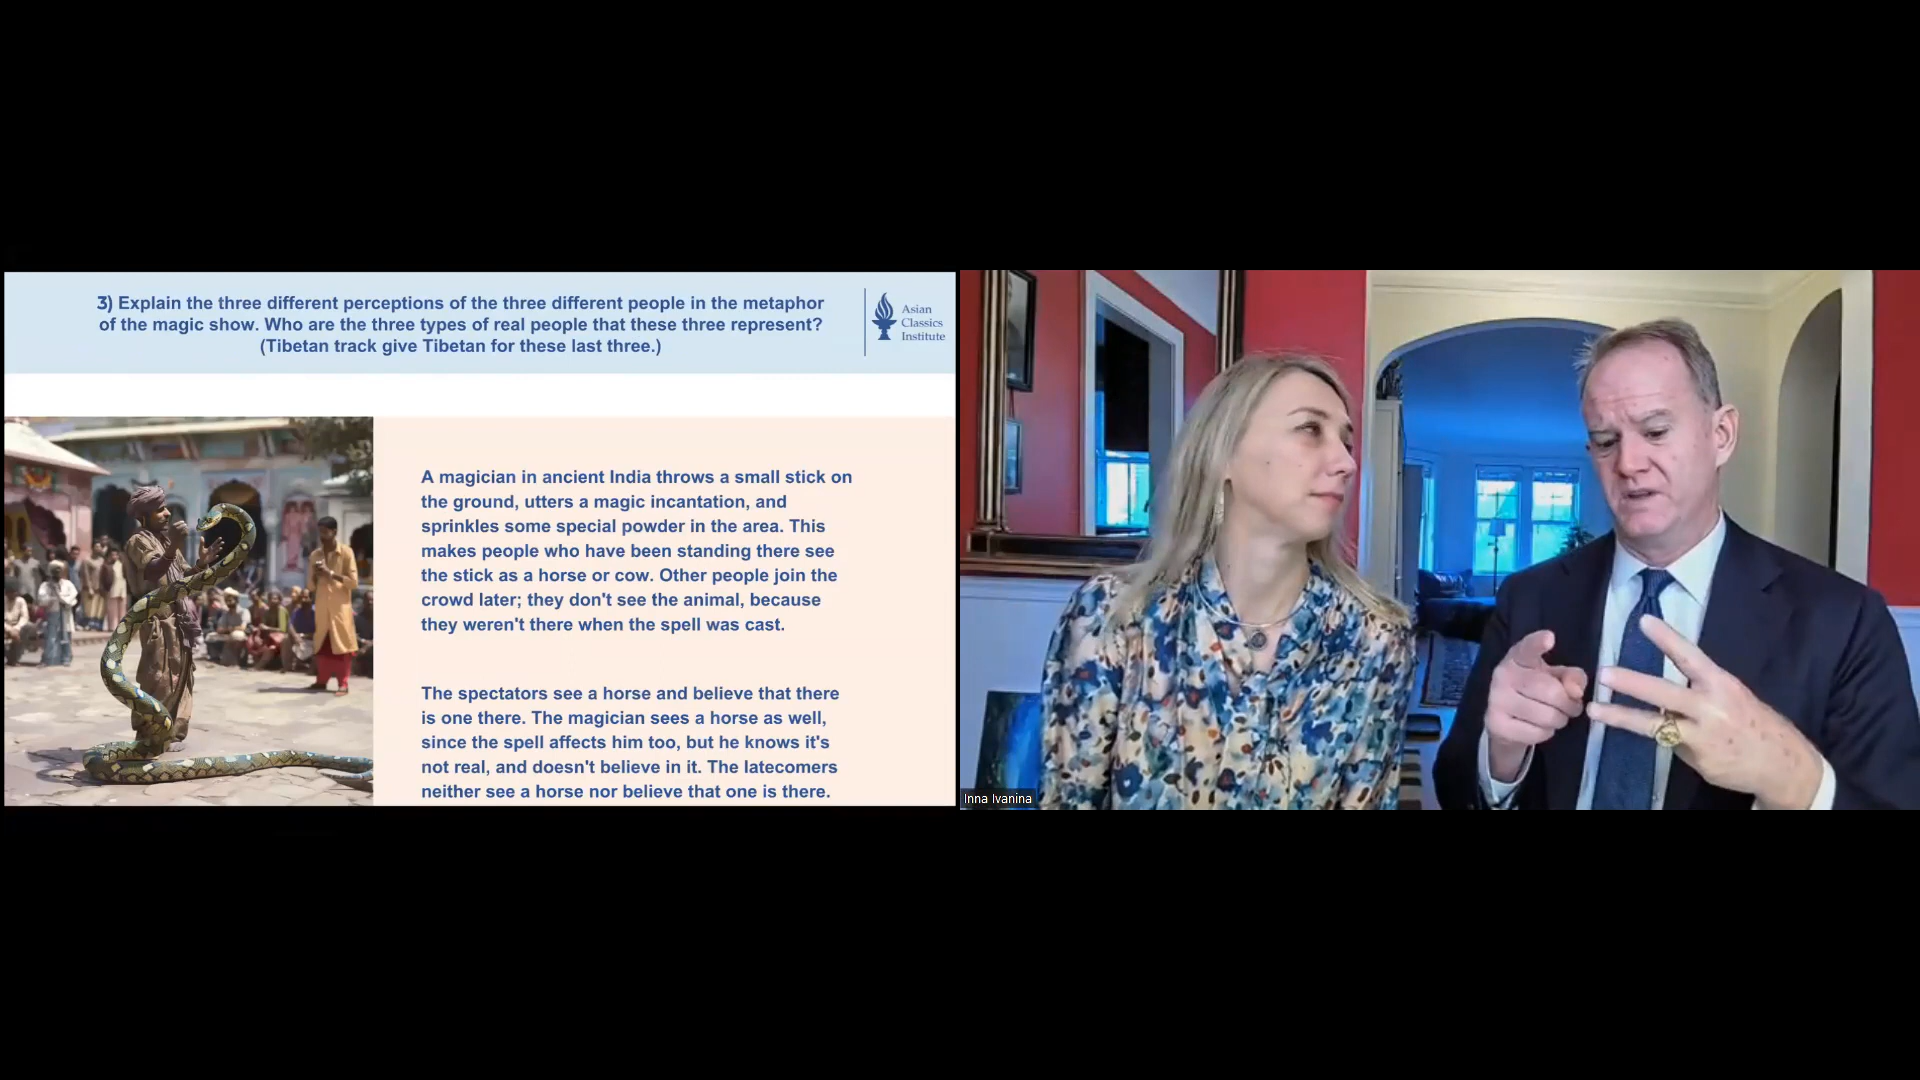 3) Explain the three different perceptions of the three different people in the metaphor
of the magic show. Who are the three types of real people that these three represent?
(Tibetan track give Tibetan for these last three.)
Asian
Classics
Institute
A magician in ancient India throws a small stick on
the ground, utters a magic incantation, and
sprinkles some special powder in the area. This
makes people who have been standing there see
the stick as a horse or cow. Other people join the
crowd later; they don't see the animal, because
they weren't there when the spell was cast.
The spectators see a horse and believe that there
is one there. The magician sees a horse as well,
since the spell affects him too, but he knows it's
not real, and doesn't believe in it. The latecomers
neither see a horse nor believe that one is there.
Inna Ivanina